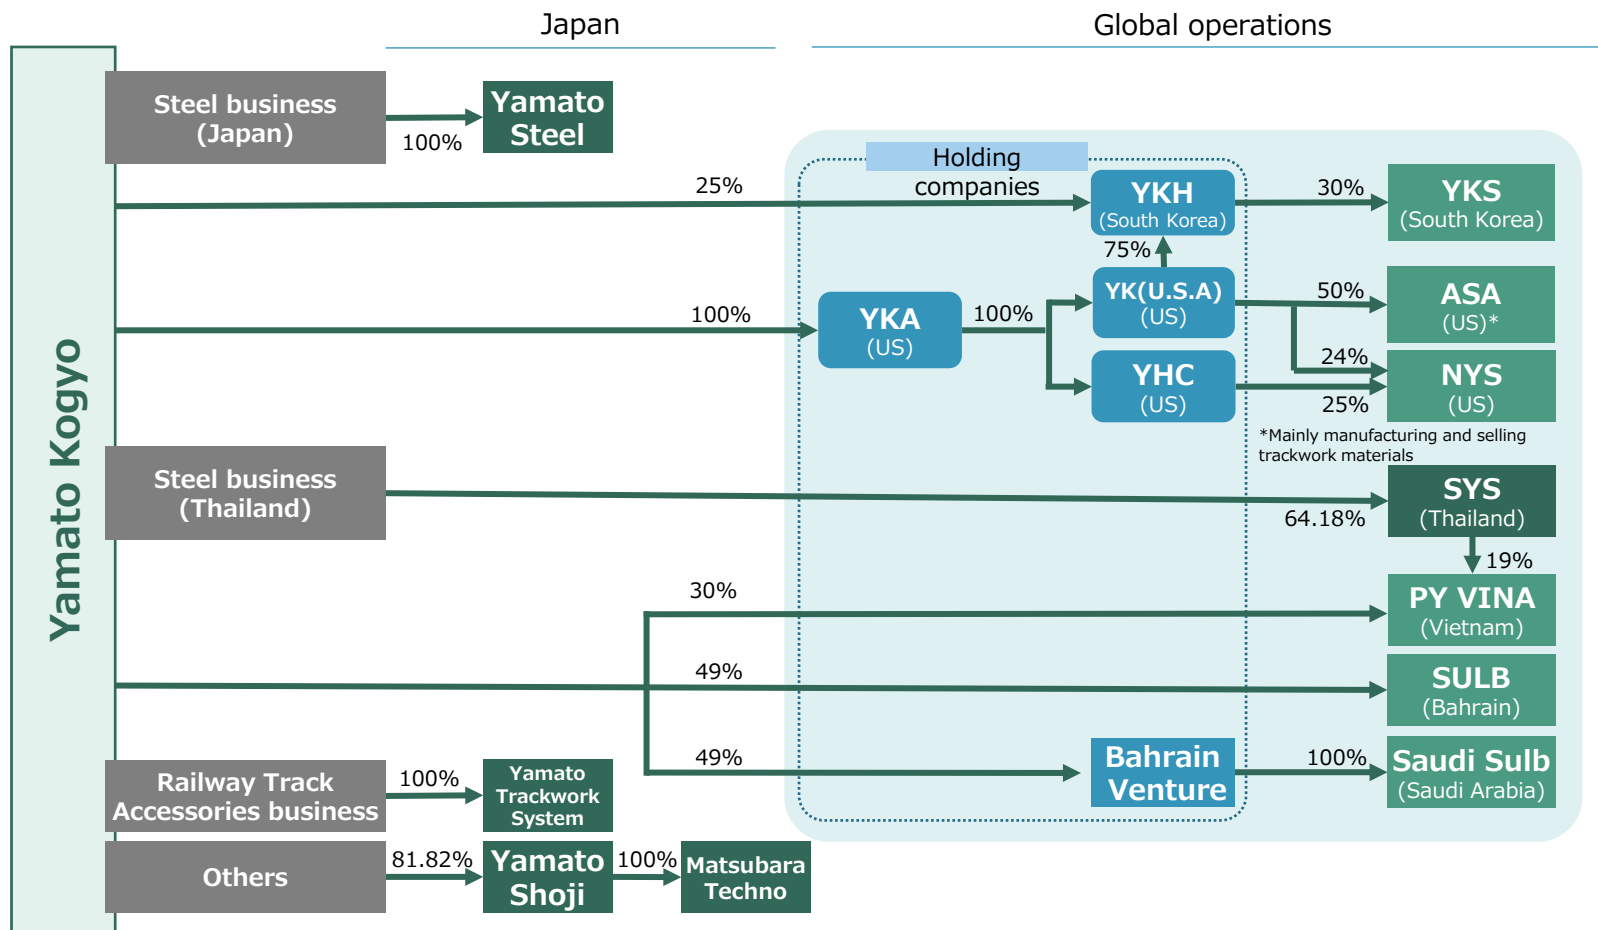 Japan
Global operations
Yamato Kogyo
Steel business
(Japan)
100%
Yamato
Steel
Holding
companies
25%
YKH
(South Korea)
30%
YKS
(South Korea)
75%
100%
YKA
(US)
100%
YK(U.S.A)
(US)
50%
ASA
(US)*
YHC
(US)
24%
25%
NYS
(US)
*Mainly manufacturing and selling
trackwork materials
Steel business
(Thailand)
64.18%
SYS
(Thailand)
19%
30%
PY VINA
(Vietnam)
49%
SULB
(Bahrain)
49%
Bahrain
Venture
100%
Saudi Sulb
(Saudi Arabia)
Railway Track
Accessories business
100%
Yamato
Trackwork
System
Others
81.82%
Yamato
Shoji
100%
Matsubara
Techno